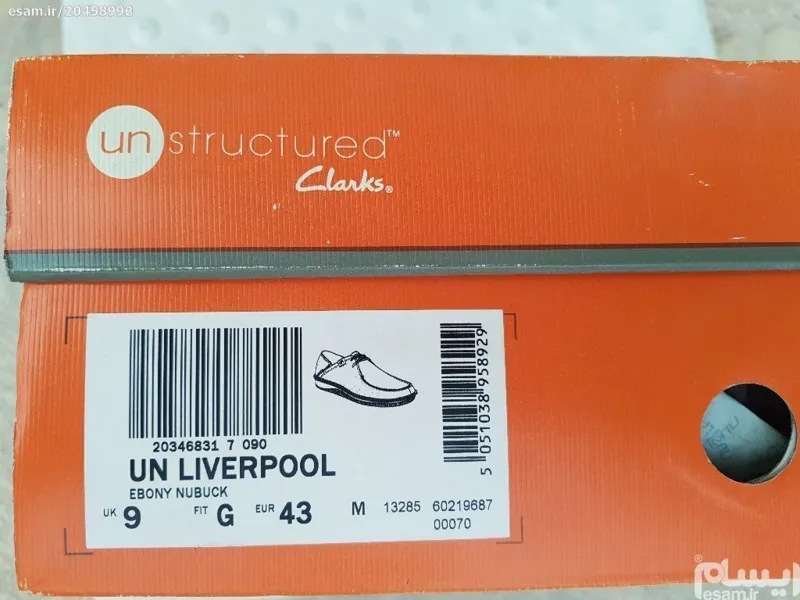 esam.ir/20458990
unstructured™
Clarks®
20346831 7 090
5 051038 958929
UN LIVERPOOL
EBONY NUBUCK
UK 9 FIT G EUR 43 M 13285 60219687
00070
ایسام®
esam.ir